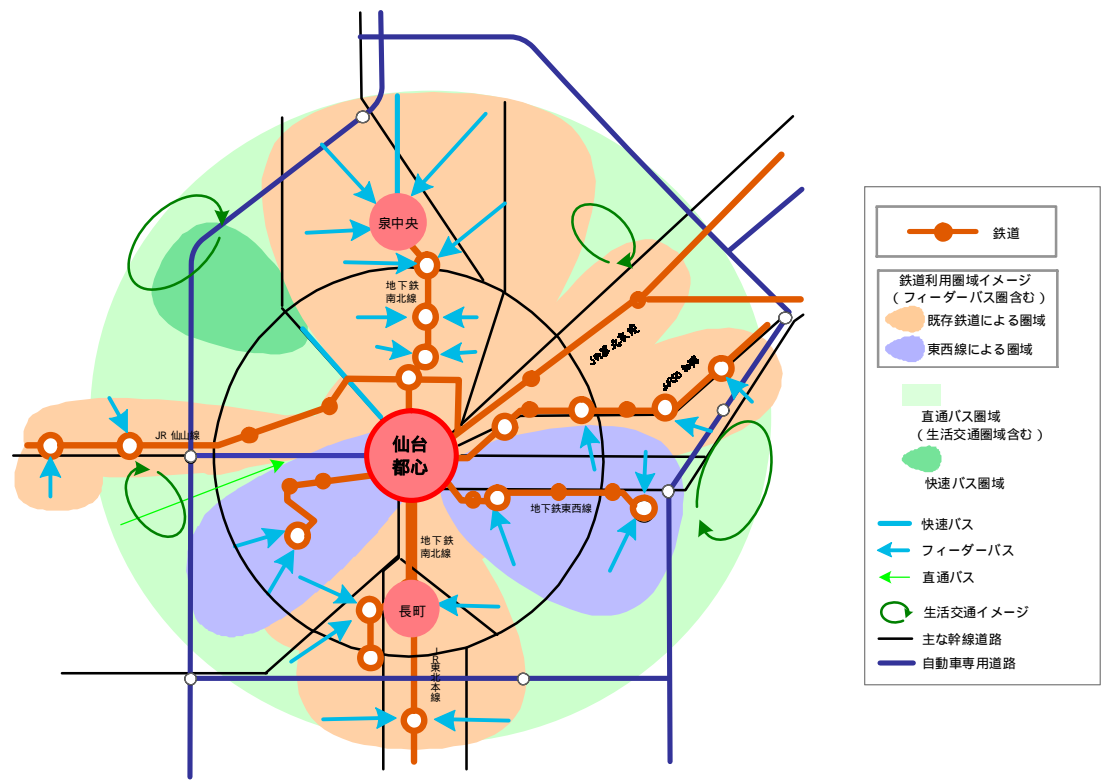 泉中央
地下鉄
南北線
JR 仙山線
仙台
都心
地下鉄東西線
地下鉄
南北線
長町
JR東北本線
鉄道
鉄道利用圏域イメージ
(フィーダーバス圏含む)
既存鉄道による圏域
東西線による圏域
直通バス圏域
(生活交通圏域含む)
快速バス圏域
快速バス
フィーダーバス
直通バス
生活交通イメージ
主な幹線道路
自動車専用道路